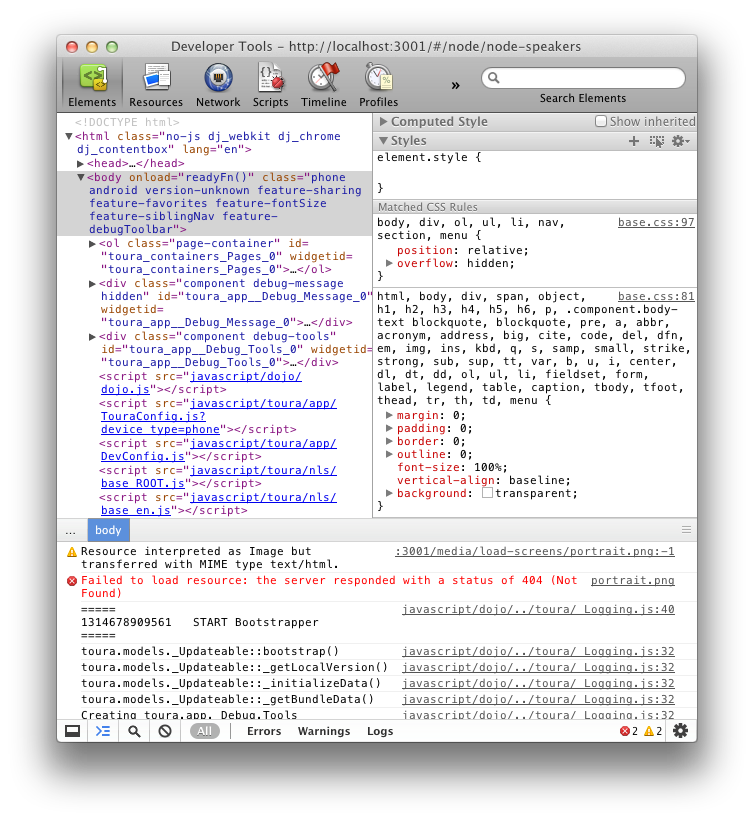 Developer Tools - http://localhost:3001/#/node/node-speakers
Elements
Resources
Network
Scripts
Timeline
Profiles
»
Search Elements
<!DOCTYPE html>
▼<html class="no-js dj_webkit dj_chrome
dj_contentbox" lang="en">
▶<head>…</head>
▼<body onload="readyFn()" class="phone
android version-unknown feature-sharing
feature-favorites feature-fontSize
feature-siblingNav feature-
debugToolbar">
▶<ol class="page-container" id=
"toura_containers_Pages_0" widgetid=
"toura_containers_Pages_0">…</ol>
▶<div class="component debug-message
hidden" id="toura_app__Debug_Message_0"
widgetid=
"toura_app__Debug_Message_0">…</div>
▶<div class="component debug-tools"
id="toura_app__Debug_Tools_0" widgetid=
"toura_app__Debug_Tools_0">…</div>
<script src="javascript/dojo/
dojo.js"></script>
<script src="javascript/toura/app/
TouraConfig.js?
device_type=phone"></script>
<script src="javascript/toura/app/
DevConfig.js"></script>
<script src="javascript/toura/nls/
base_ROOT.js"></script>
<script src="javascript/toura/nls/
base_en.js"></script>
▶ Computed Style
Show inherited
▼ Styles
element.style {
}
Matched CSS Rules
body, div, ol, ul, li, nav, base.css:97
section, menu {
position: relative;
▶ overflow: hidden;
}
html, body, div, span, object, base.css:81
h1, h2, h3, h4, h5, h6, p, .component.body-
text blockquote, blockquote, pre, a, abbr,
acronym, address, big, cite, code, del, dfn,
em, img, ins, kbd, q, s, samp, small, strike,
strong, sub, sup, tt, var, b, u, i, center,
dl, dt, dd, ol, ul, li, fieldset, form,
label, legend, table, caption, tbody, tfoot,
thead, tr, th, td, menu {
▶ margin: 0;
▶ padding: 0;
▶ border: 0;
▶ outline: 0;
font-size: 100%;
vertical-align: baseline;
▶ background: transparent;
}
... body
Resource interpreted as Image but :3001/media/load-screens/portrait.png:-1
transferred with MIME type text/html.
Failed to load resource: the server responded with a status of 404 (Not portrait.png
Found)
===== javascript/dojo/../toura/_Logging.js:40
1314678909561 START Bootstrapper
=====
toura.models._Updateable::bootstrap() javascript/dojo/../toura/_Logging.js:32
toura.models._Updateable::_getLocalVersion() javascript/dojo/../toura/_Logging.js:32
toura.models._Updateable::_initializeData() javascript/dojo/../toura/_Logging.js:32
toura.models._Updateable::_getBundleData() javascript/dojo/../toura/_Logging.js:32
Creating toura.app._Debug.Tools javascript/dojo/../toura/_Logging.js:32
All
Errors
Warnings
Logs
2
2